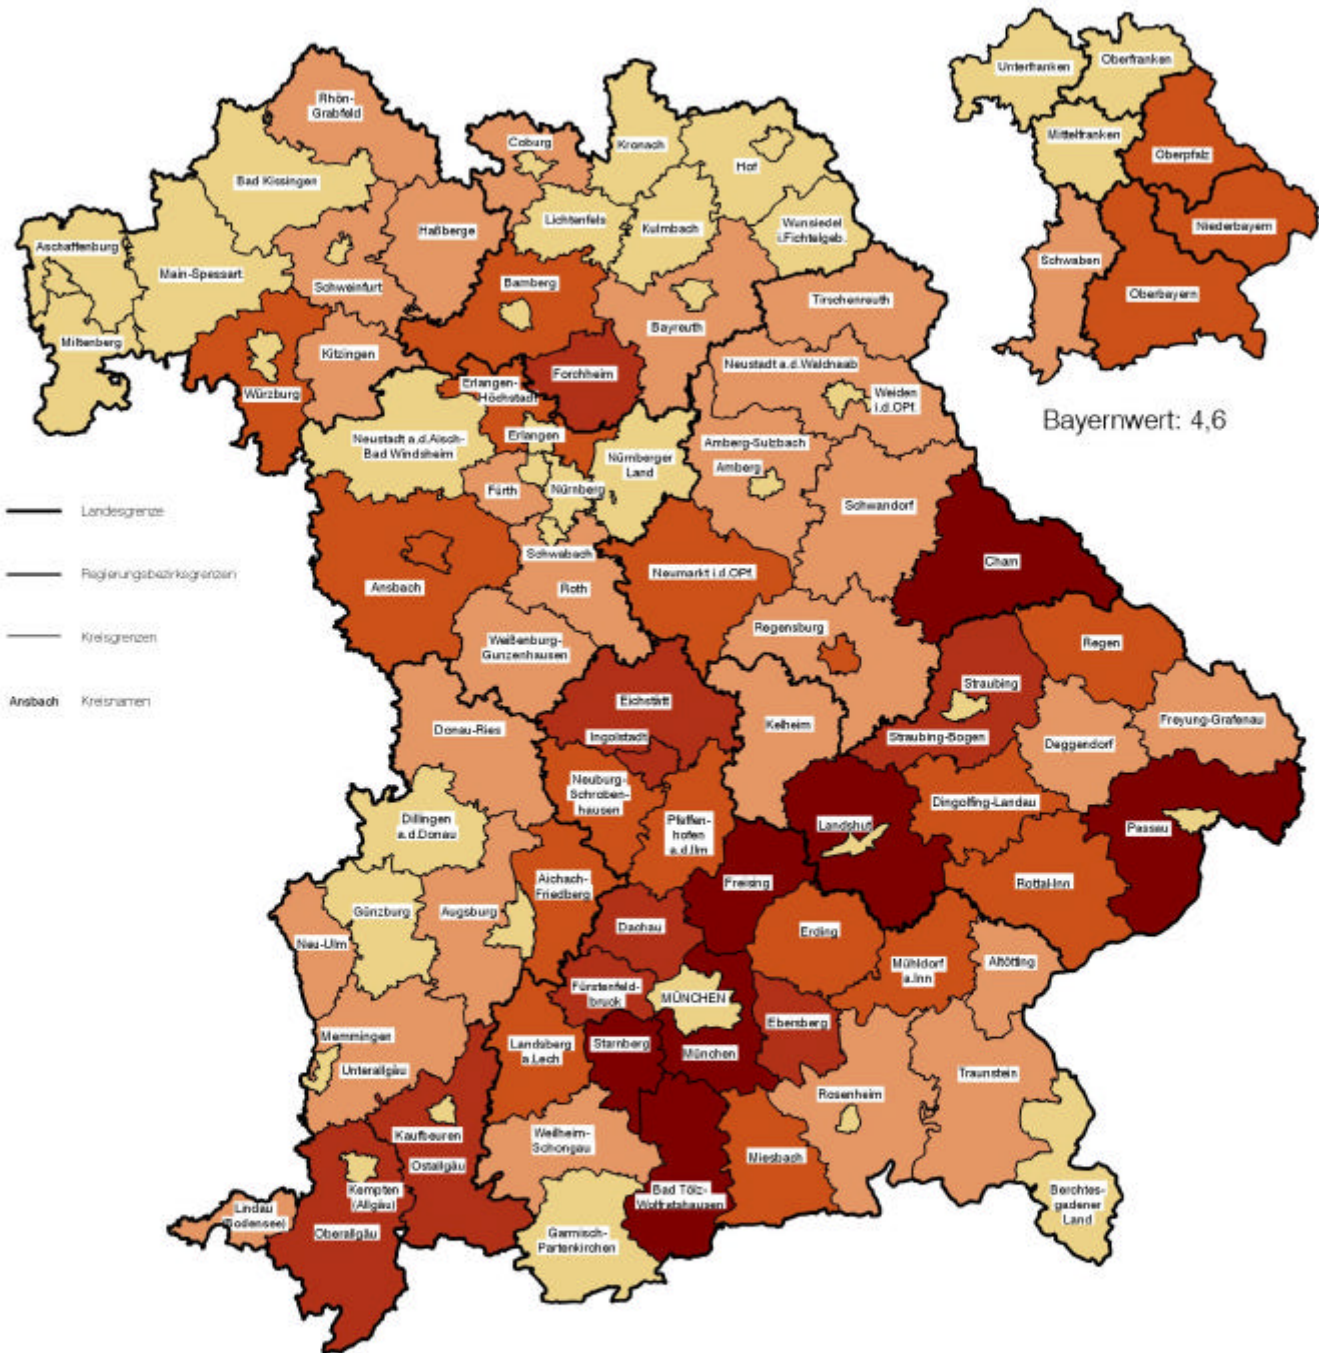 Unterfranken
Oberfranken
Mittelfranken
Oberpfalz
Niederbayern
Schwaben
Oberbayern
Bayernwert: 4,6
Rhön-
Grabfeld
Coburg
Kronach
Hof
Bad Kissingen
Lichtenfels
Kulmbach
Wunsiedel
i.Fichtelgeb.
Haßberge
Aschaffenburg
Main-Spessart
Schweinfurt
Bamberg
Tirschenreuth
Bayreuth
Miltenberg
Kitzingen
Würzburg
Forchheim
Erlangen-
Höchstadt
Neustadt a.d.Waldnaab
Weiden
i.d.OPf.
Neustadt a.d.Aisch-
Bad Windsheim
Erlangen
Nürnberger
Land
Amberg-Sulzbach
Amberg
Fürth
Nürnberg
Schwandorf
Landesgrenze
Regierungsbezirksgrenzen
Kreisgrenzen
Ansbach
Kreisnamen
Schwabach
Ansbach
Roth
Neumarkt i.d.OPf.
Cham
Weißenburg-
Gunzenhausen
Regensburg
Regen
Straubing
Eichstätt
Ingolstadt
Kelheim
Straubing-Bogen
Deggendorf
Freyung-Grafenau
Donau-Ries
Neuburg-
Schroben-
hausen
Dingolfing-Landau
Dillingen
a.d.Donau
Pfaffen-
hofen
a.d.Ilm
Landshut
Passau
Aichach-
Friedberg
Freising
Rottal-Inn
Günzburg
Augsburg
Neu-Ulm
Dachau
Erding
Mühldorf
a.Inn
Altötting
Fürstenfeld-
bruck
MÜNCHEN
Ebersberg
Memmingen
Unterallgäu
Landsberg
a.Lech
Starnberg
München
Rosenheim
Traunstein
Kaufbeuren
Ostallgäu
Weilheim-
Schongau
Miesbach
Kempten
(Allgäu)
Bad Tölz-
Wolfratshausen
Berchtes-
gadener
Land
Lindau
(Bodensee)
Oberallgäu
Garmisch-
Partenkirchen